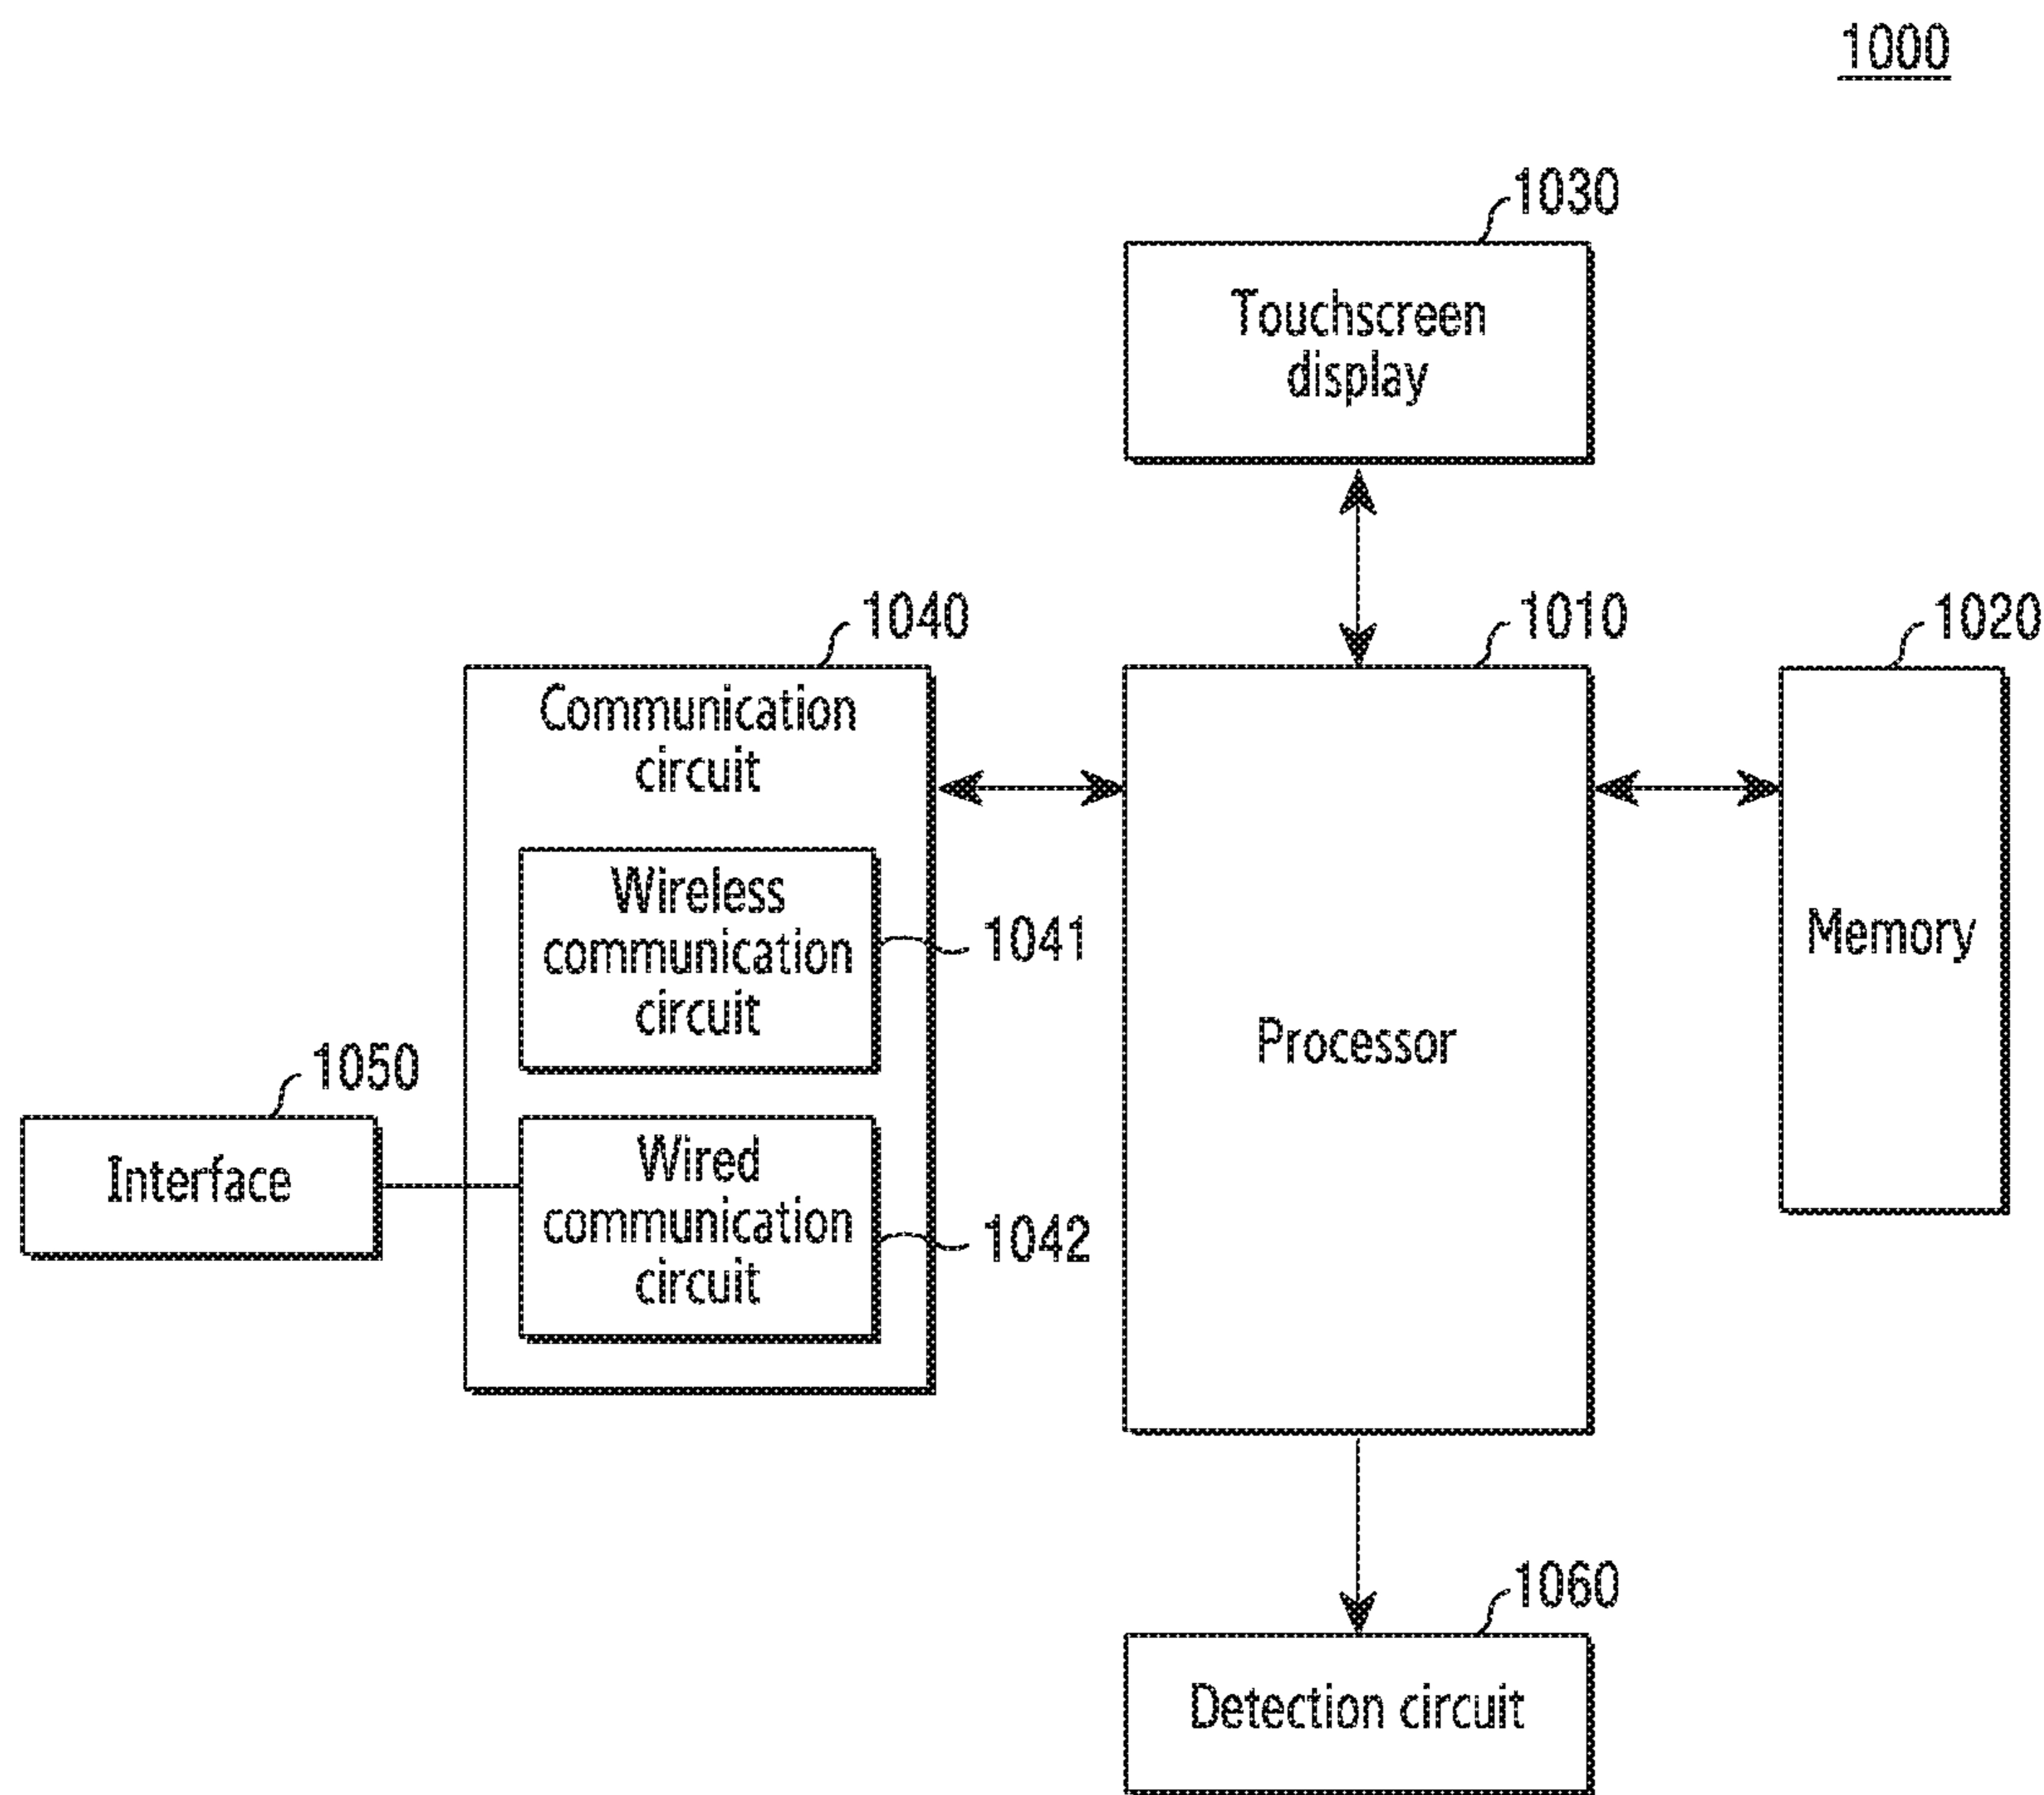 1000
1030
Touchscreen
display
1040
1010
1020
Communication
circuit
Wireless
communication
circuit
1041
Memory
Processor
1050
Interface
Wired
communication
circuit
1042
1060
Detection circuit